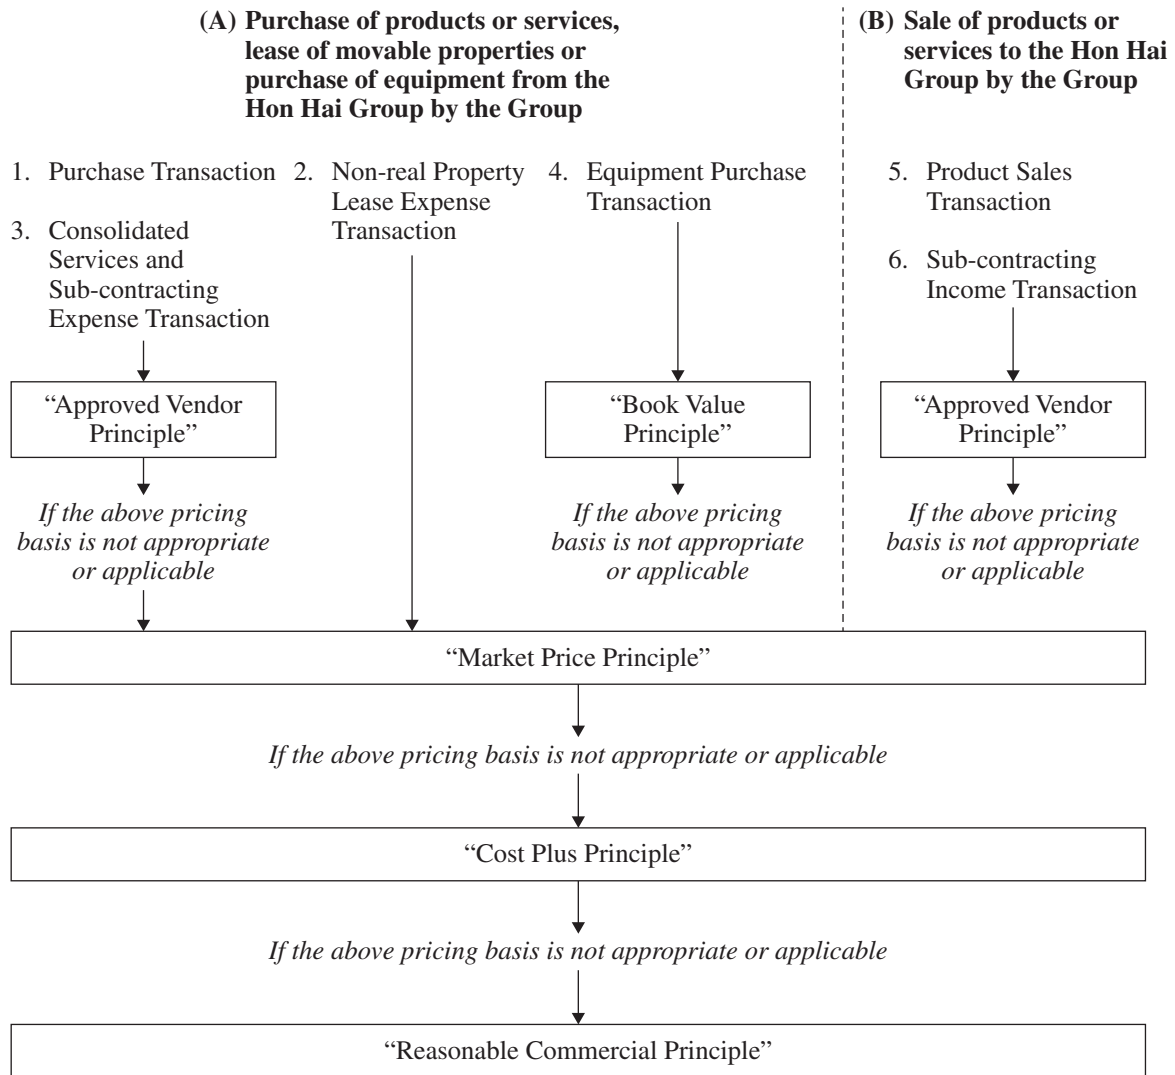 (A) Purchase of products or services,
lease of movable properties or
purchase of equipment from the
Hon Hai Group by the Group
(B) Sale of products or
services to the Hon Hai
Group by the Group
1. Purchase Transaction
3. Consolidated
Services and
Sub-contracting
Expense Transaction
“Approved Vendor
Principle”
If the above pricing
basis is not appropriate
or applicable
2. Non-real Property
Lease Expense
Transaction
4. Equipment Purchase
Transaction
“Book Value
Principle”
If the above pricing
basis is not appropriate
or applicable
5. Product Sales
Transaction
6. Sub-contracting
Income Transaction
“Approved Vendor
Principle”
If the above pricing
basis is not appropriate
or applicable
“Market Price Principle”
If the above pricing basis is not appropriate or applicable
“Cost Plus Principle”
If the above pricing basis is not appropriate or applicable
“Reasonable Commercial Principle”